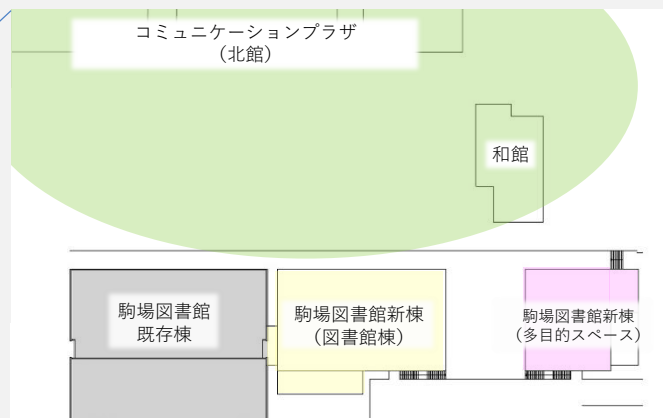 コミュニケーションプラザ
（北館）
和館
駒場図書館
既存棟
駒場図書館新棟
（図書館棟）
駒場図書館新棟
（多目的スペース）